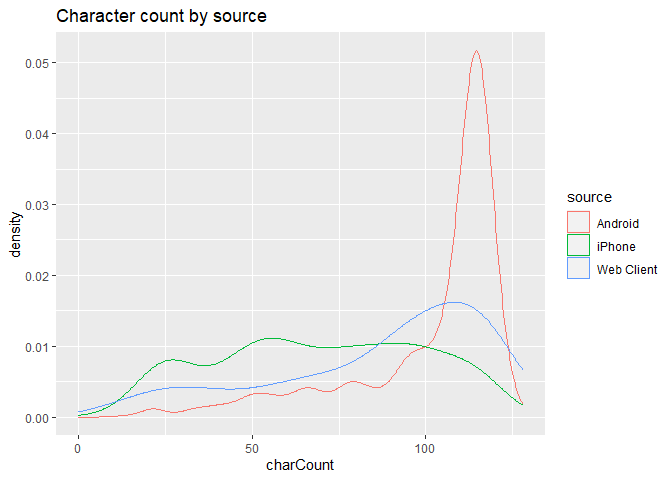 Character count by source
0.05
0.04
0.03
0.02
0.01
0.00
density
0
50
100
charCount
source
Android
iPhone
Web Client